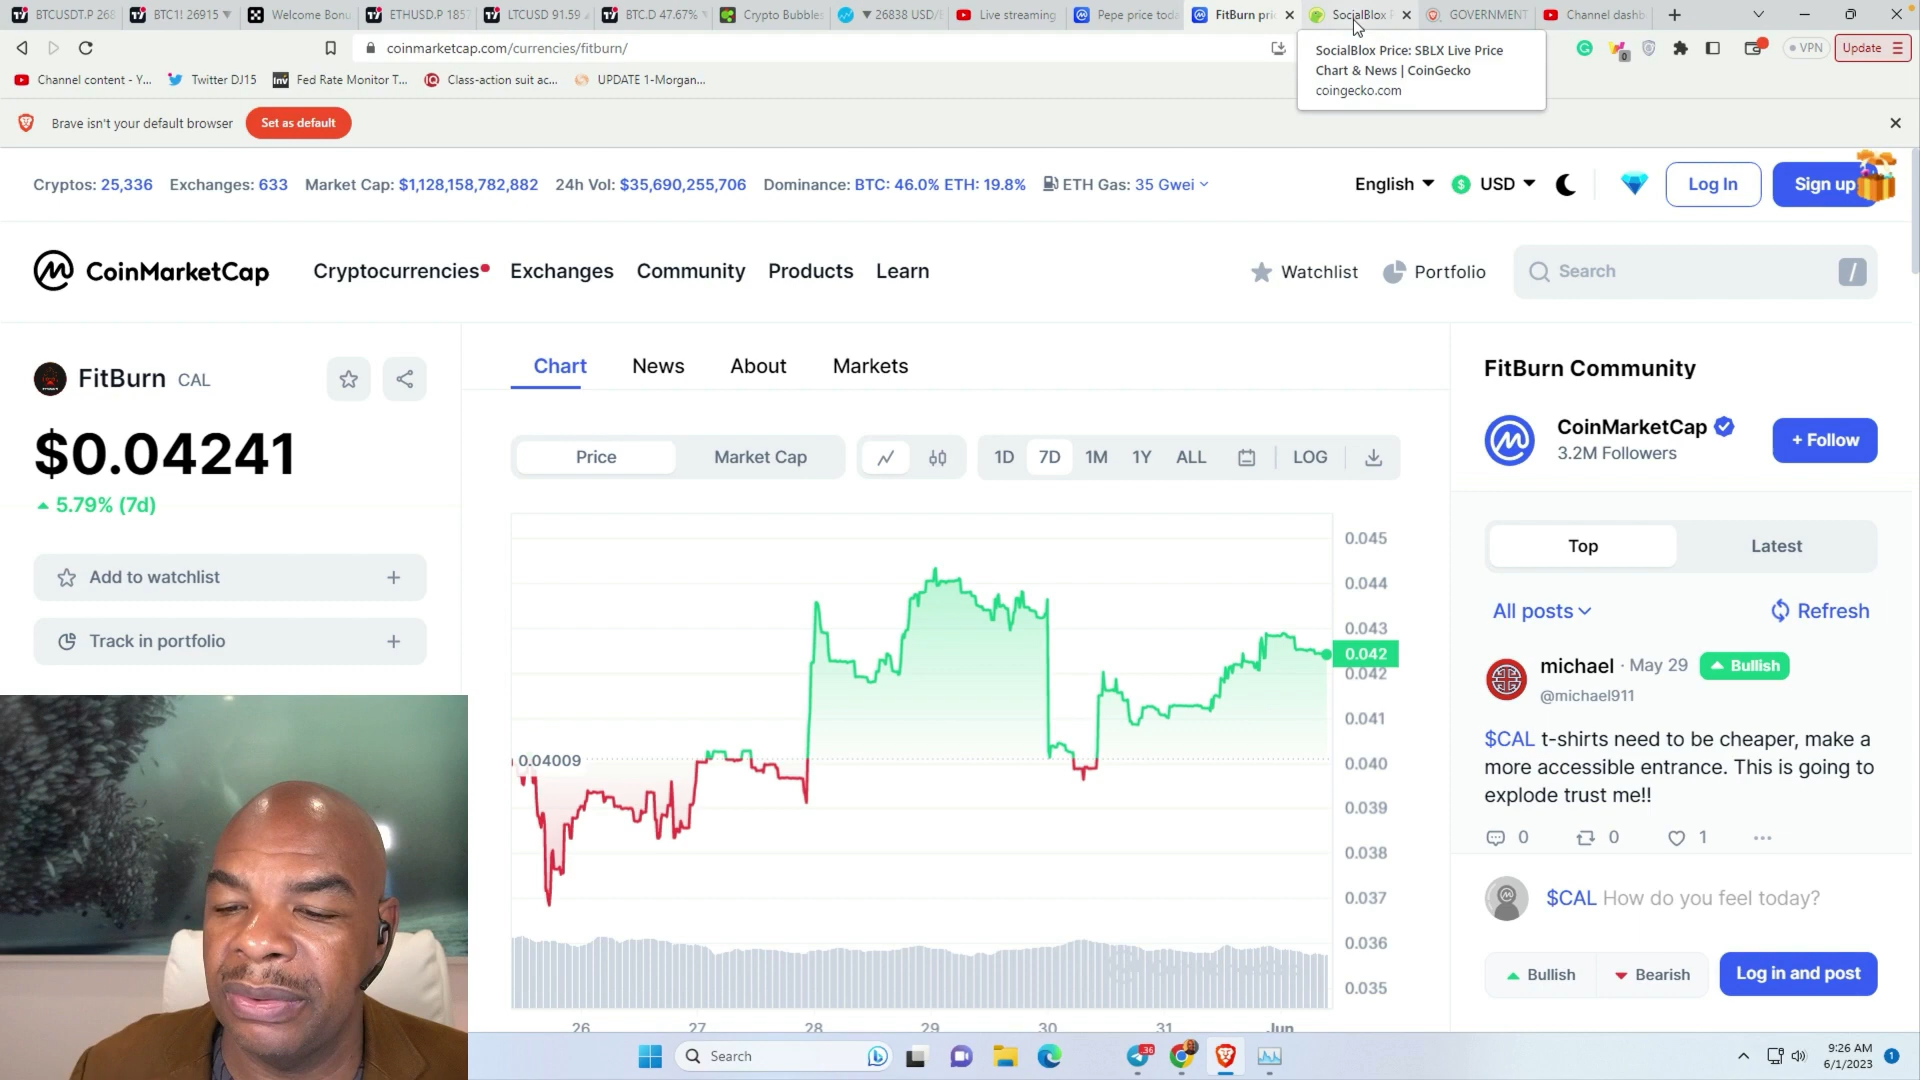 BTCUSDT.P 268
BTC1! 26915
Welcome Bonu
ETHUSD.P 1857
LTCUSD 91.59
BTC.D 47.67%
Crypto Bubbles
26838 USD/
Live streaming
Pepe price toda
FitBurn pri
SocialBlox P
GOVERNMENT
Channel dashb
coinmarketcap.com/currencies/fitburn/
0
VPN
Update
SocialBlox Price: SBLX Live Price
Chart & News | CoinGecko
coingecko.com
Channel content - Y...
Twitter DJ15
Inv
Fed Rate Monitor T...
Class-action suit ac...
UPDATE 1-Morgan...
Brave isn't your default browser
Set as default
Cryptos: 25,336
Exchanges: 633
Market Cap: $1,128,158,782,882
24h Vol: $35,690,255,706
Dominance: BTC: 46.0% ETH: 19.8%
ETH Gas: 35 Gwei
English
USD
Log In
Sign up
CoinMarketCap
Cryptocurrencies
Exchanges
Community
Products
Learn
Watchlist
Portfolio
Search
/
FitBurn CAL
$0.04241
5.79% (7d)
Add to watchlist
+
Track in portfolio
+
Chart
News
About
Markets
Price
Market Cap
1D
7D
1M
1Y
ALL
LOG
0.045
0.044
0.043
0.042
0.042
0.041
0.040
0.039
0.038
0.037
0.036
0.035
0.04009
26
27
28
29
30
31
Jun
FitBurn Community
CoinMarketCap
3.2M Followers
+ Follow
Top
Latest
All posts
Refresh
michael · May 29
Bullish
@michael911
$CAL t-shirts need to be cheaper, make a
more accessible entrance. This is going to
explode trust me!!
0
0
1
$CAL How do you feel today?
Bullish
Bearish
Log in and post
Search
36
9:26 AM
6/1/2023
1